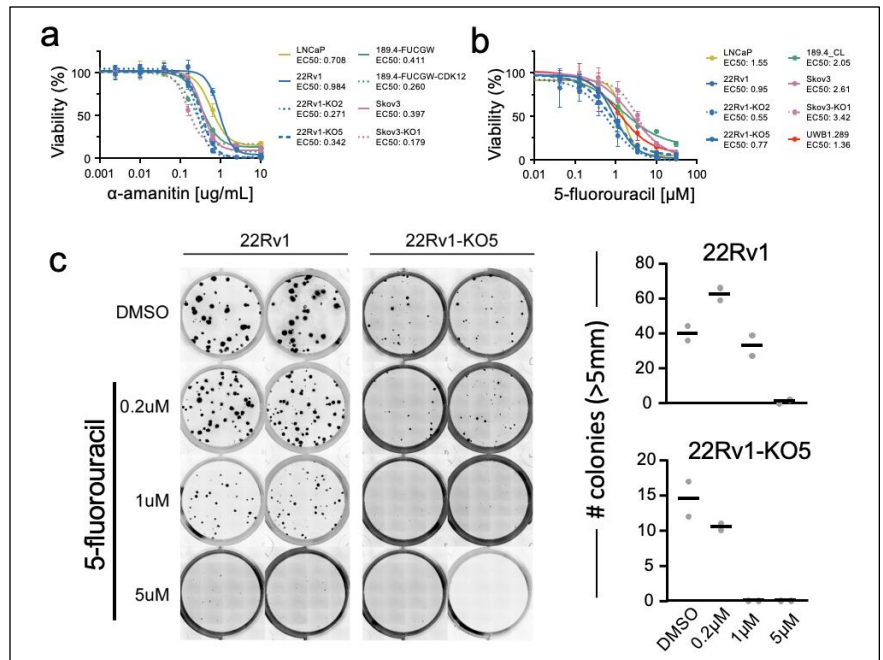 a
Viability (%)
100
50
0
0.001
0.01
0.1
1
10
α-amanitin [ug/mL]
LNCaP
EC50: 0.708
22Rv1
EC50: 0.984
22Rv1-KO2
EC50: 0.271
22Rv1-KO5
EC50: 0.342
189.4-FUCGW
EC50: 0.411
189.4-FUCGW-CDK12
EC50: 0.260
Skov3
EC50: 0.397
Skov3-KO1
EC50: 0.179
b
Viability (%)
100
50
0
0.01
0.1
1
10
100
5-fluorouracil [µM]
LNCaP
EC50: 1.55
22Rv1
EC50: 0.95
22Rv1-KO2
EC50: 0.55
22Rv1-KO5
EC50: 0.77
189.4_CL
EC50: 2.05
Skov3
EC50: 2.61
Skov3-KO1
EC50: 3.42
UWB1.289
EC50: 1.36
c
22Rv1
22Rv1-KO5
DMSO
0.2uM
1uM
5uM
5-fluorouracil
# colonies (>5mm)
22Rv1
80
60
40
20
0
22Rv1-KO5
20
15
10
5
0
DMSO
0.2µM
1µM
5µM